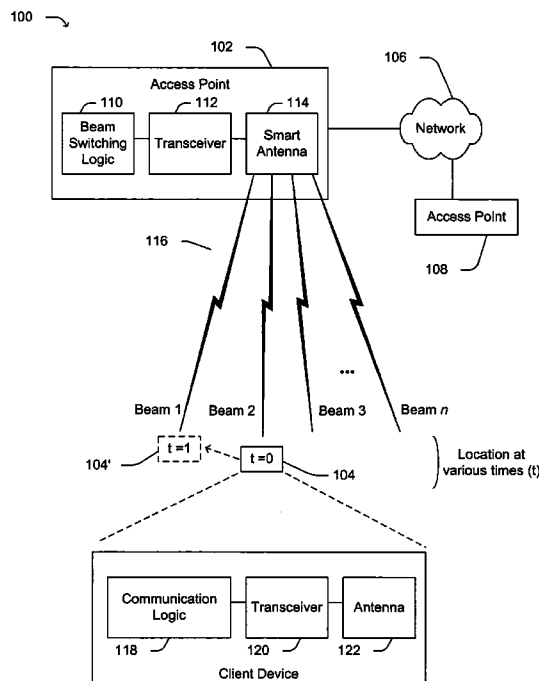 100
102
Access Point
110
112
114
Beam
Switching
Logic
Transceiver
Smart
Antenna
106
Network
Access Point
108
116
...
Beam 1
Beam 2
Beam 3
Beam n
104'
t =1
t =0
104
Location at
various times (t)
Communication
Logic
Transceiver
Antenna
118
120
122
Client Device